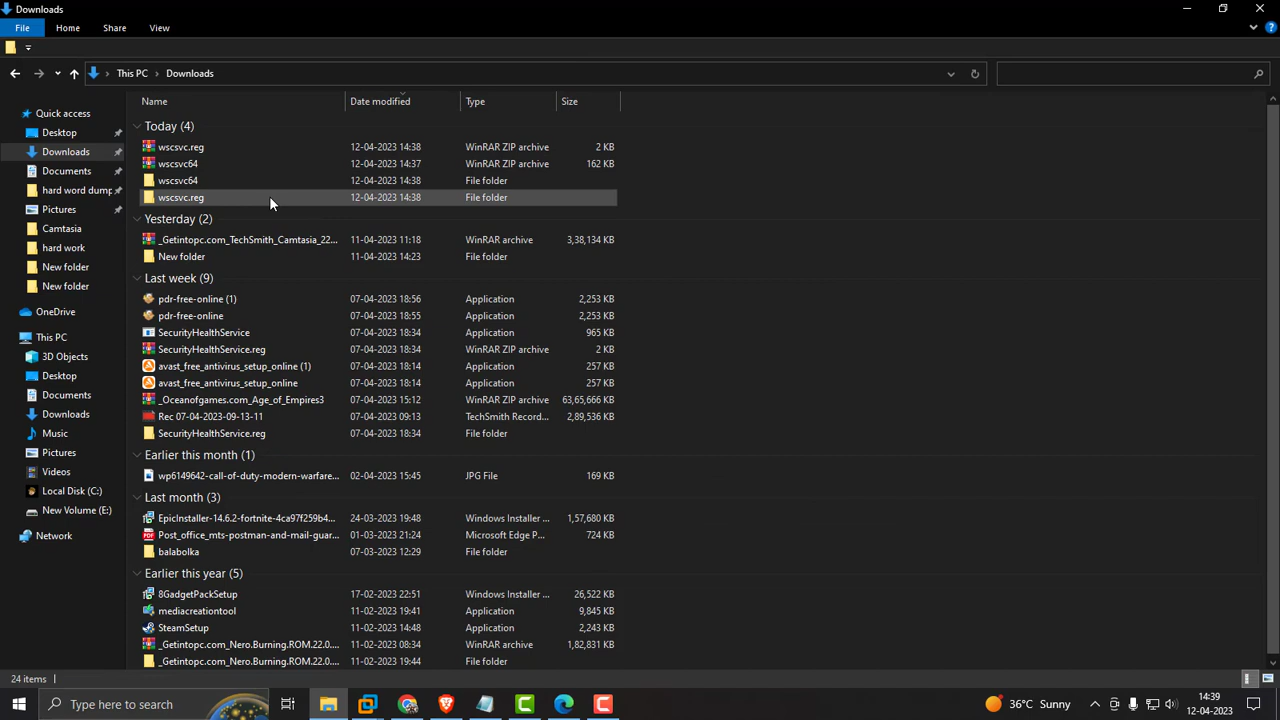 Downloads
File Home Share View
This PC Downloads
Name Date modified Type Size
Quick access
Desktop
Downloads
Documents
hard word dump
Pictures
Camtasia
hard work
New folder
New folder
OneDrive
This PC
3D Objects
Desktop
Documents
Downloads
Music
Pictures
Videos
Local Disk (C:)
New Volume (E:)
Network
Today (4)
wscsvc.reg 12-04-2023 14:38 WinRAR ZIP archive 2 KB
wscsvc64 12-04-2023 14:37 WinRAR ZIP archive 162 KB
wscsvc64 12-04-2023 14:38 File folder
wscsvc.reg 12-04-2023 14:38 File folder
Yesterday (2)
_Getintopc.com_TechSmith_Camtasia_22... 11-04-2023 11:18 WinRAR archive 3,38,134 KB
New folder 11-04-2023 14:23 File folder
Last week (9)
pdr-free-online (1) 07-04-2023 18:56 Application 2,253 KB
pdr-free-online 07-04-2023 18:55 Application 2,253 KB
SecurityHealthService 07-04-2023 18:34 Application 965 KB
SecurityHealthService.reg 07-04-2023 18:34 WinRAR ZIP archive 2 KB
avast_free_antivirus_setup_online (1) 07-04-2023 18:14 Application 257 KB
avast_free_antivirus_setup_online 07-04-2023 18:14 Application 257 KB
_Oceanofgames.com_Age_of_Empires3 07-04-2023 15:12 WinRAR ZIP archive 63,65,666 KB
Rec 07-04-2023-09-13-11 07-04-2023 09:13 TechSmith Record... 2,89,536 KB
SecurityHealthService.reg 07-04-2023 18:34 File folder
Earlier this month (1)
wp6149642-call-of-duty-modern-warfare... 02-04-2023 15:45 JPG File 169 KB
Last month (3)
EpicInstaller-14.6.2-fortnite-4ca97f259b4... 24-03-2023 19:48 Windows Installer ... 1,57,680 KB
Post_office_mts-postman-and-mail-guar... 01-03-2023 21:24 Microsoft Edge P... 724 KB
balabolka 07-03-2023 12:29 File folder
Earlier this year (5)
8GadgetPackSetup 17-02-2023 22:51 Windows Installer ... 26,522 KB
mediacreationtool 11-02-2023 19:41 Application 9,845 KB
SteamSetup 11-02-2023 14:48 Application 2,243 KB
_Getintopc.com_Nero.Burning.ROM.22.0.... 11-02-2023 08:34 WinRAR archive 1,82,831 KB
_Getintopc.com_Nero.Burning.ROM.22.0.... 11-02-2023 19:44 File folder
24 items
Type here to search
36°C Sunny
14:39
12-04-2023